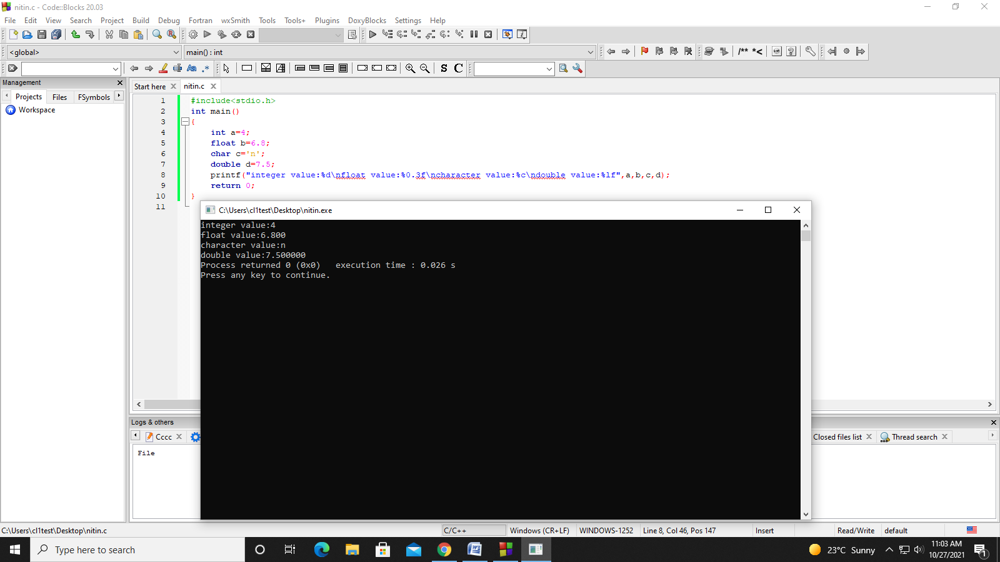 nitin.c - Code::Blocks 20.03
File Edit View Search Project Build Debug Fortran wxSmith Tools Tools+ Plugins DoxyBlocks Settings Help
<global> main() : int
/** *<
Aa .*
S C
Management
Projects Files FSymbols
Workspace
Start here nitin.c
1 #include<stdio.h>
2 int main()
3 {
4 int a=4;
5 float b=6.8;
6 char c='n';
7 double d=7.5;
8 printf("integer value:%d\nfloat value:%0.3f\ncharacter value:%c\ndouble value:%lf",a,b,c,d);
9 return 0;
10 }
11
C:\Users\cl1test\Desktop\nitin.exe
integer value:4
float value:6.800
character value:n
double value:7.500000
Process returned 0 (0x0)   execution time : 0.026 s
Press any key to continue.
Logs & others
Cccc Closed files list Thread search
File
C:\Users\cl1test\Desktop\nitin.c C/C++ Windows (CR+LF) WINDOWS-1252 Line 8, Col 46, Pos 147 Insert Read/Write default
Type here to search
23°C Sunny
11:03 AM
10/27/2021
1